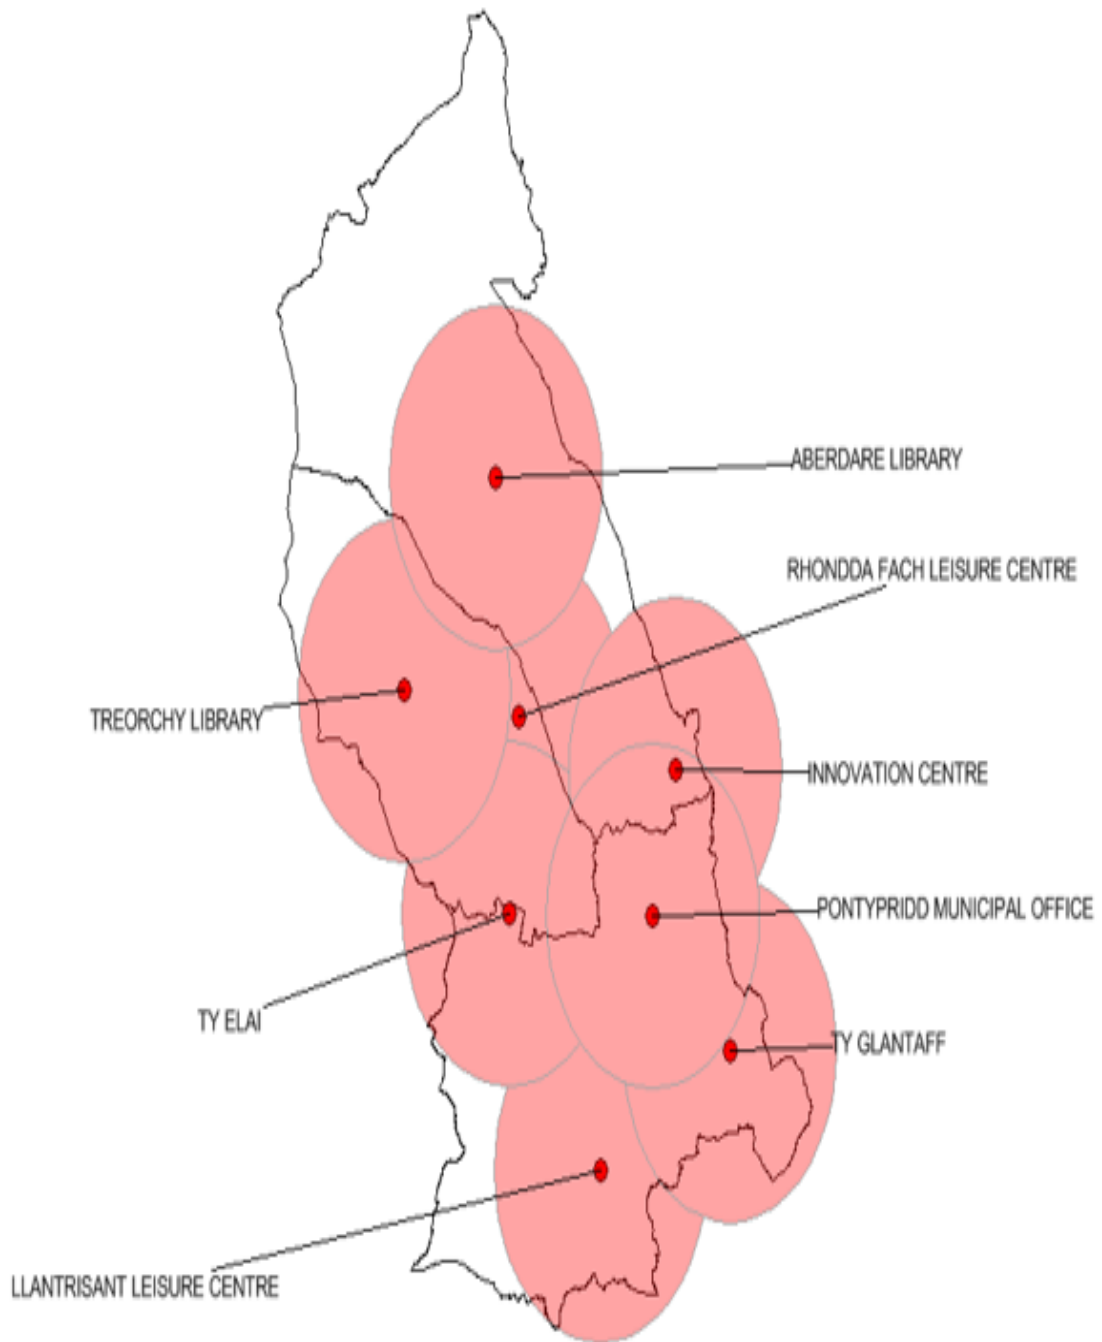 ABERDARE LIBRARY
RHONDDA FACH LEISURE CENTRE
TREORCHY LIBRARY
INNOVATION CENTRE
PONTYPRIDD MUNICIPAL OFFICE
TY ELAI
TY GLANTAFF
LLANTRISANT LEISURE CENTRE